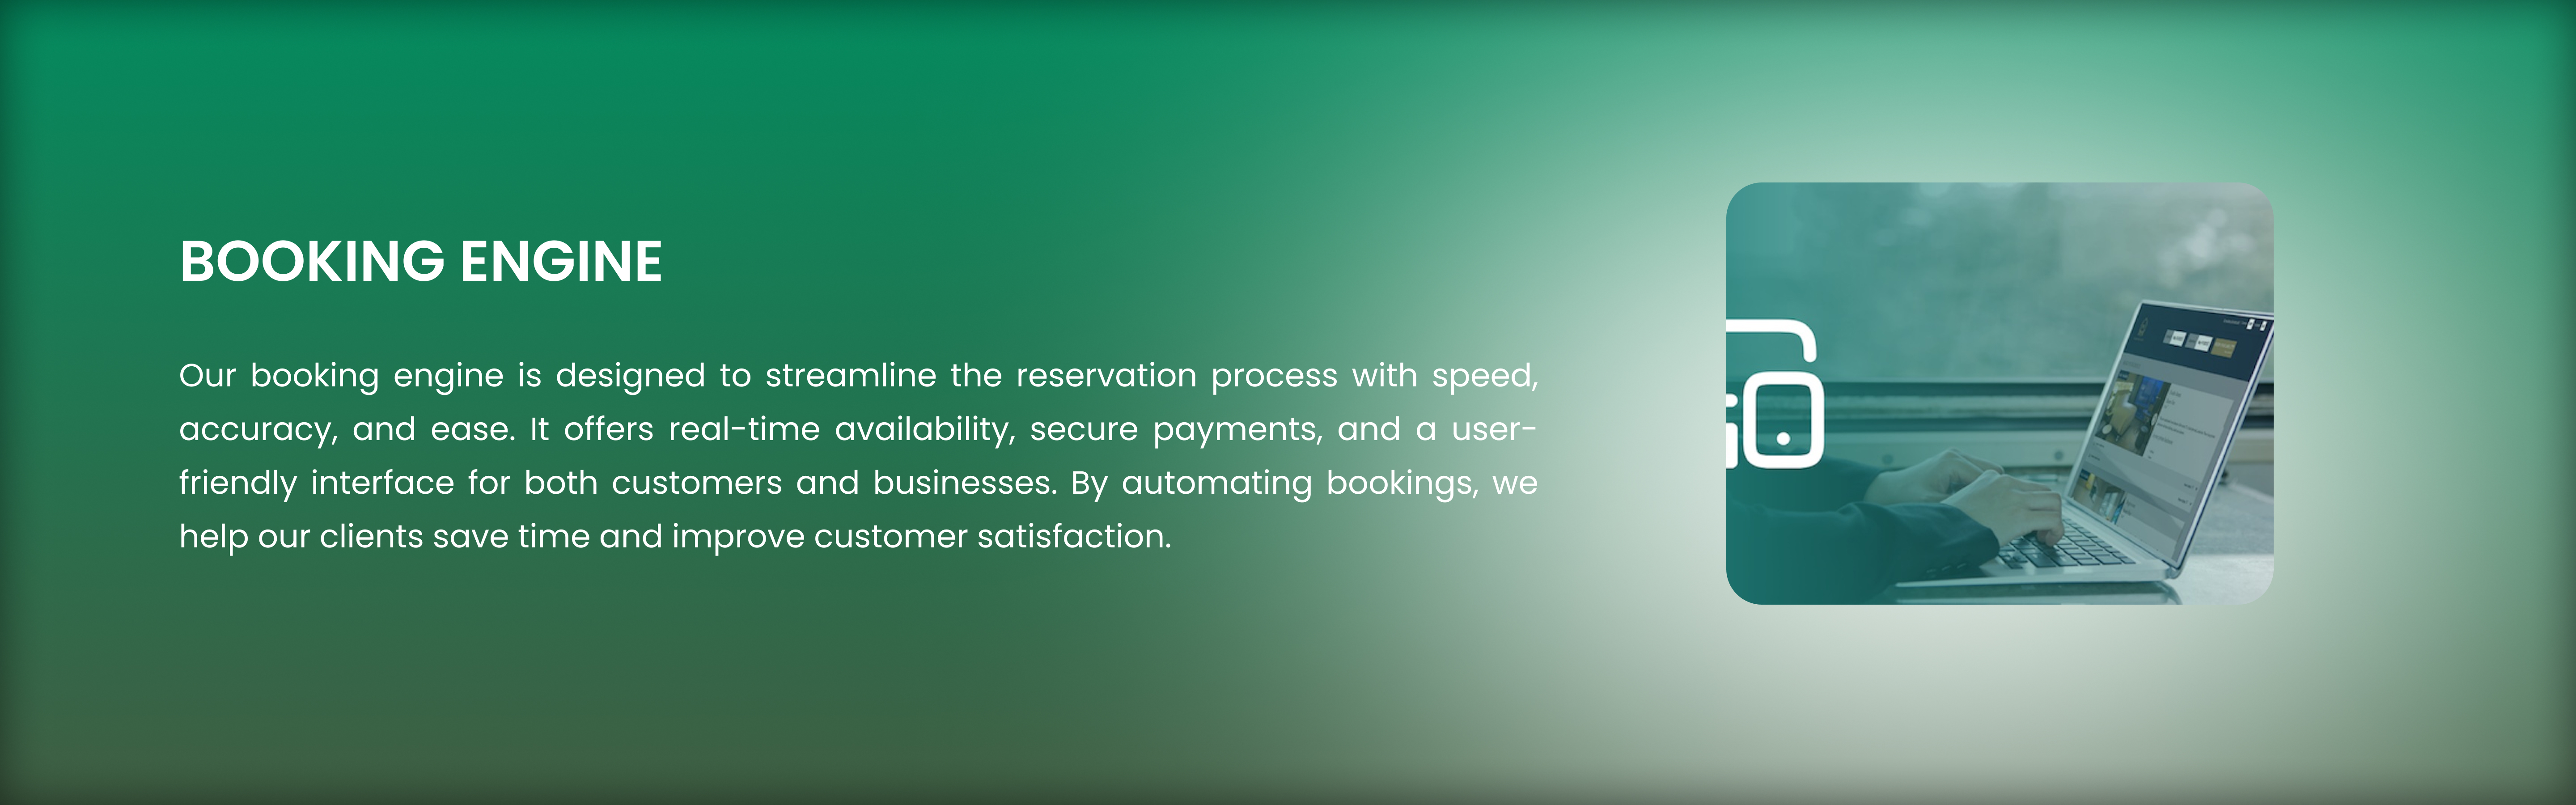 BOOKING ENGINE
Our booking engine is designed to streamline the reservation process with speed,
accuracy, and ease. It offers real-time availability, secure payments, and a user-
friendly interface for both customers and businesses. By automating bookings, we
help our clients save time and improve customer satisfaction.